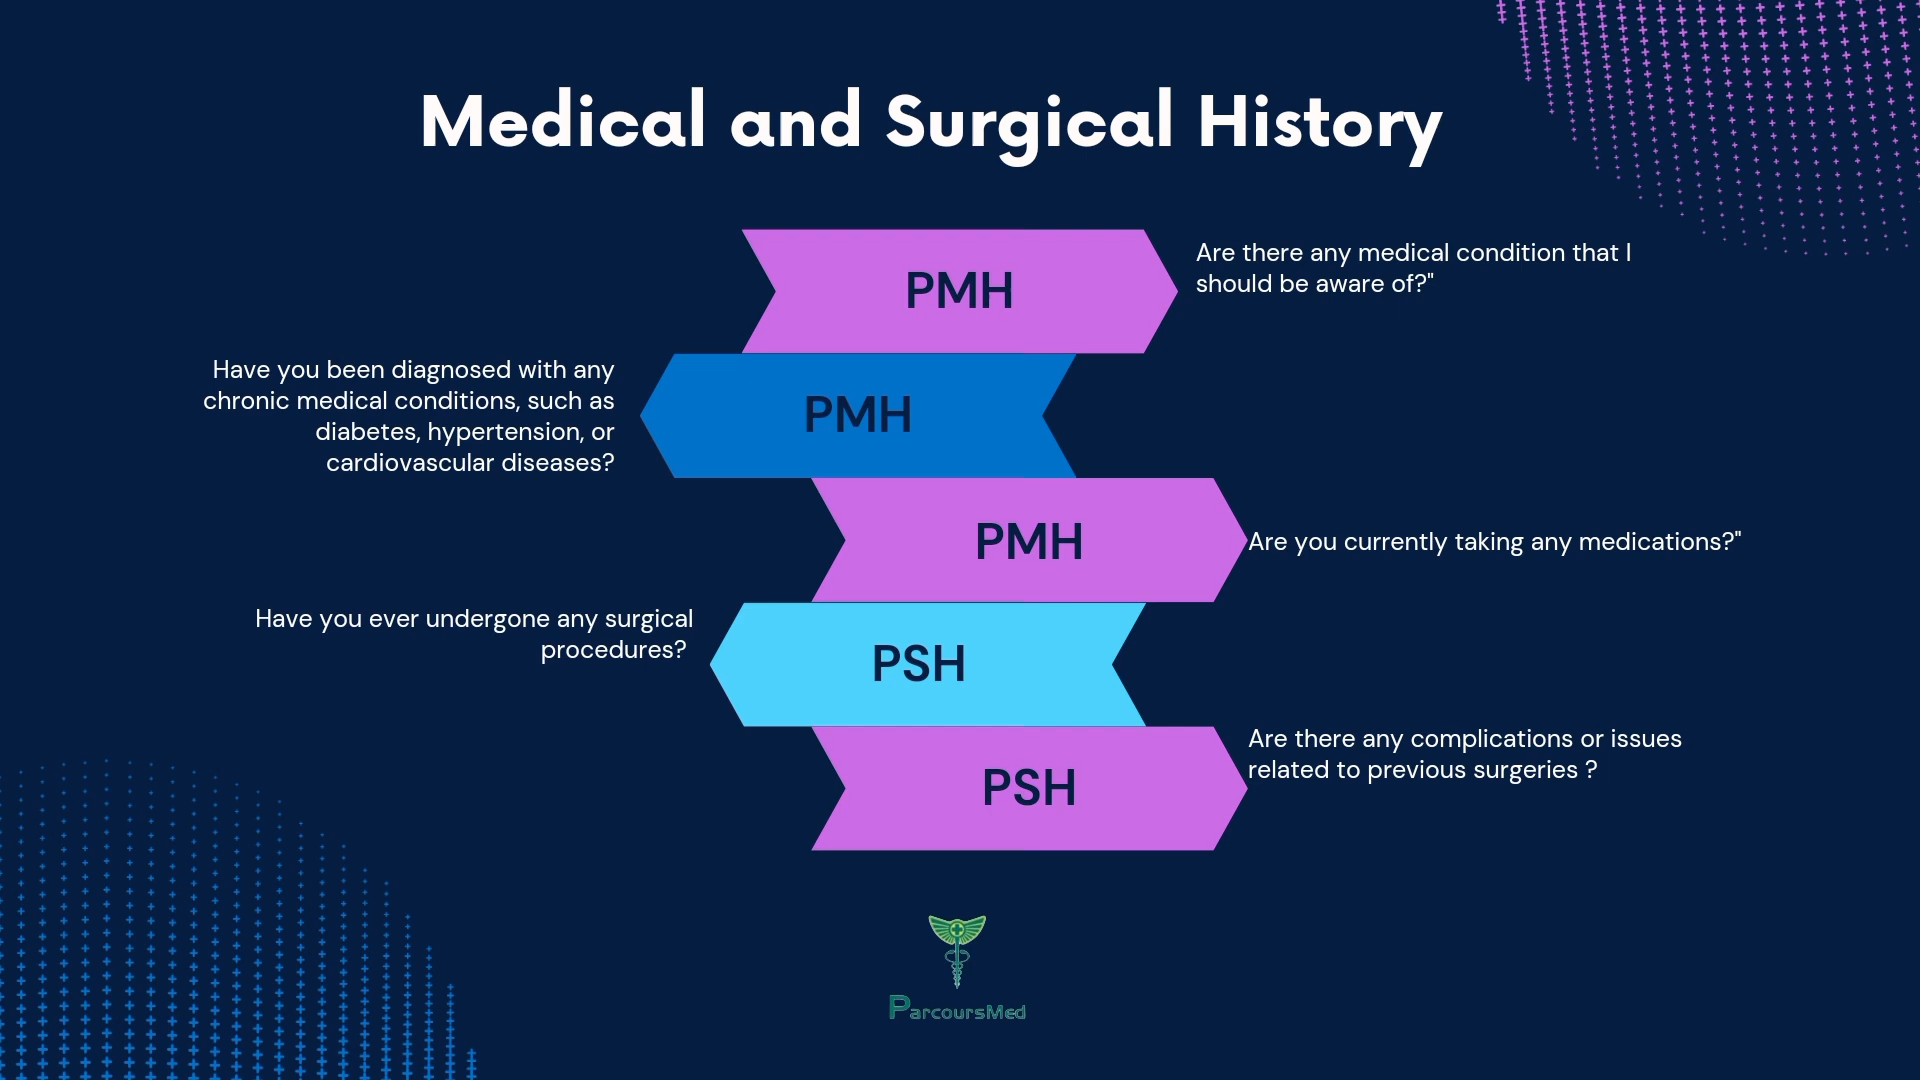 Medical and Surgical History
PMH
Are there any medical condition that I
should be aware of?"
Have you been diagnosed with any
chronic medical conditions, such as
diabetes, hypertension, or
cardiovascular diseases?
PMH
PMH
Are you currently taking any medications?"
Have you ever undergone any surgical
procedures?
PSH
PSH
Are there any complications or issues
related to previous surgeries ?
ParcoursMed